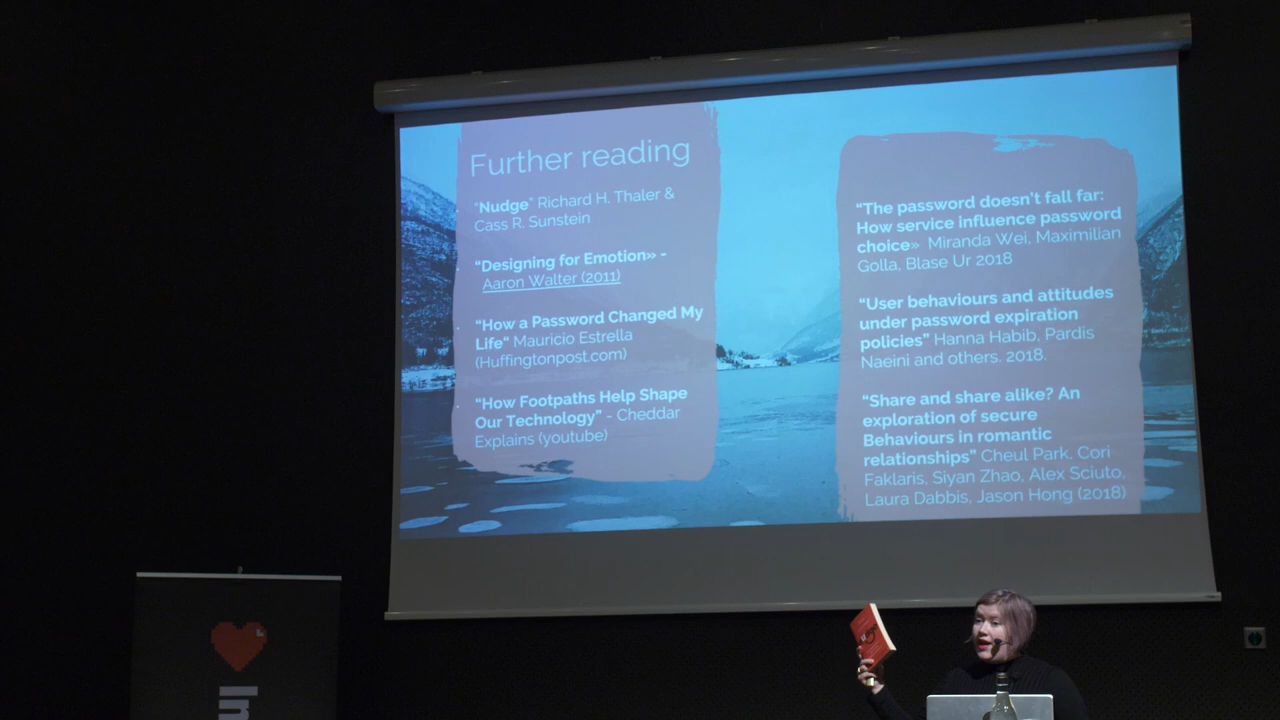 Further reading
"Nudge" Richard H. Thaler &
Cass R. Sunstein
"Designing for Emotion» -
Aaron Walter (2011)
"How a Password Changed My
Life" Mauricio Estrella
(Huffingtonpost.com)
"How Footpaths Help Shape
Our Technology" - Cheddar
Explains (youtube)
"The password doesn't fall far:
How service influence password
choice» Miranda Wei, Maximilian
Golla, Blase Ur 2018
"User behaviours and attitudes
under password expiration
policies" Hanna Habib, Pardis
Naeini and others. 2018.
"Share and share alike? An
exploration of secure
Behaviours in romantic
relationships" Cheul Park, Cori
Faklaris, Siyan Zhao, Alex Sciuto,
Laura Dabbis, Jason Hong (2018)
In